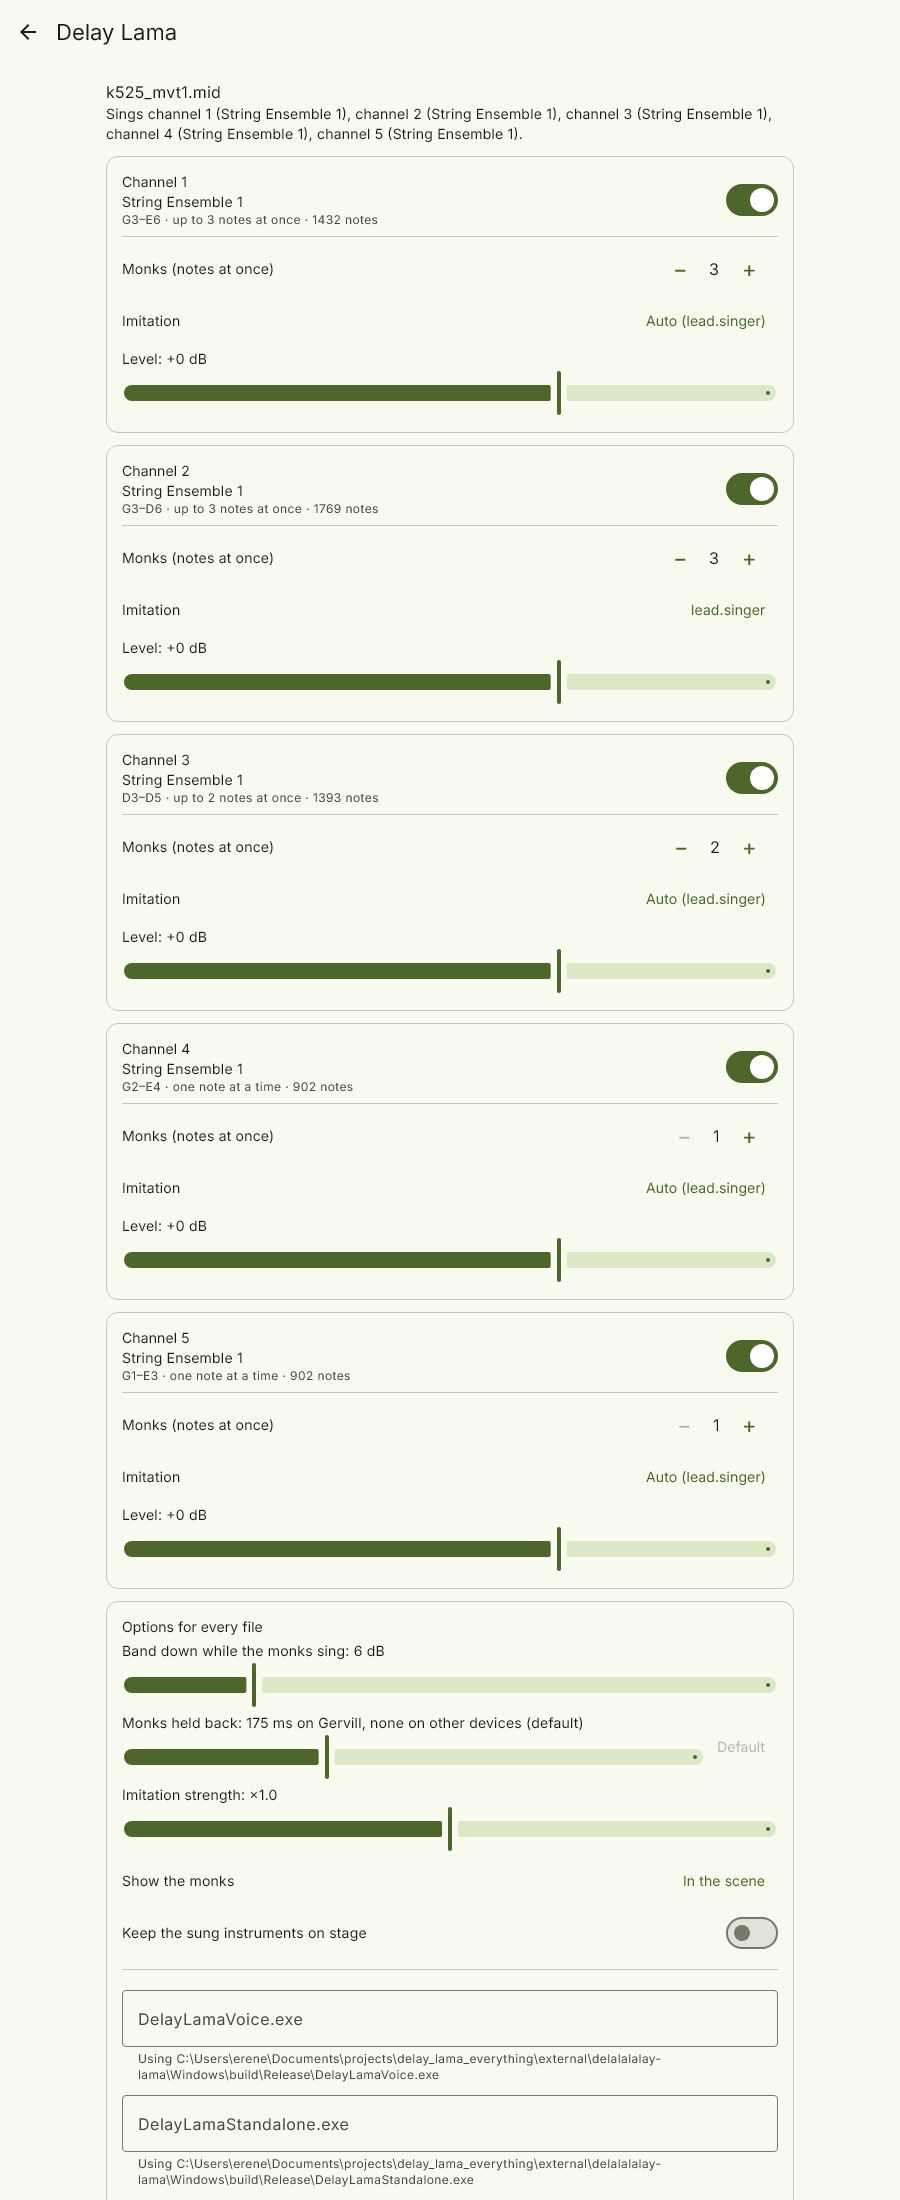 Delay Lama
k525_mvt1.mid
Sings channel 1 (String Ensemble 1), channel 2 (String Ensemble 1), channel 3 (String Ensemble 1),
channel 4 (String Ensemble 1), channel 5 (String Ensemble 1).
Channel 1
String Ensemble 1
G3–E6 · up to 3 notes at once · 1432 notes
Monks (notes at once) − 3 +
Imitation Auto (lead.singer)
Level: +0 dB
Channel 2
String Ensemble 1
G3–D6 · up to 3 notes at once · 1769 notes
Monks (notes at once) − 3 +
Imitation lead.singer
Level: +0 dB
Channel 3
String Ensemble 1
D3–D5 · up to 2 notes at once · 1393 notes
Monks (notes at once) − 2 +
Imitation Auto (lead.singer)
Level: +0 dB
Channel 4
String Ensemble 1
G2–E4 · one note at a time · 902 notes
Monks (notes at once) − 1 +
Imitation Auto (lead.singer)
Level: +0 dB
Channel 5
String Ensemble 1
G1–E3 · one note at a time · 902 notes
Monks (notes at once) − 1 +
Imitation Auto (lead.singer)
Level: +0 dB
Options for every file
Band down while the monks sing: 6 dB
Monks held back: 175 ms on Gervill, none on other devices (default)
Default
Imitation strength: ×1.0
Show the monks In the scene
Keep the sung instruments on stage
DelayLamaVoice.exe
Using C:\Users\erene\Documents\projects\delay_lama_everything\external\delalalalay-
lama\Windows\build\Release\DelayLamaVoice.exe
DelayLamaStandalone.exe
Using C:\Users\erene\Documents\projects\delay_lama_everything\external\delalalalay-
lama\Windows\build\Release\DelayLamaStandalone.exe